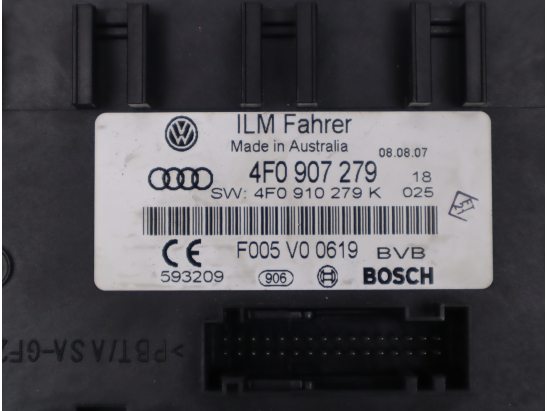 ILM Fahrer
Made in Australia
08.08.07
4F0 907 279 18
SW: 4F0 910 279 K 025
F005 V0 0619 BVB
593209 906 BOSCH
>PBT/ASA-GF2